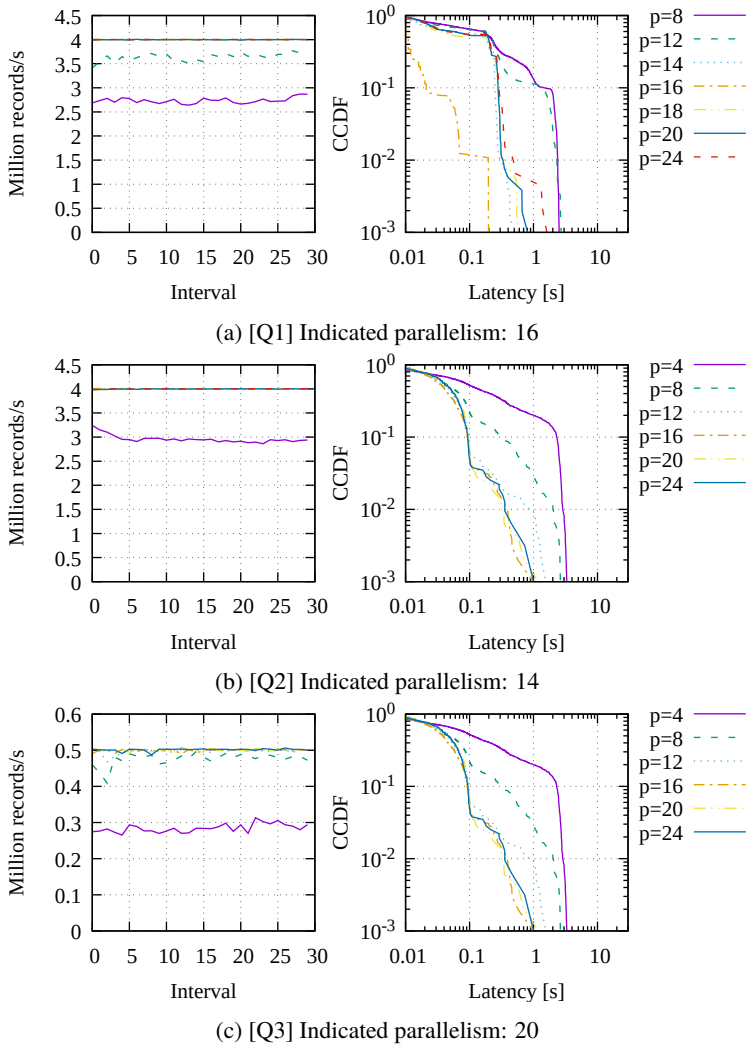 4.5
4
3.5
3
2.5
2
1.5
1
0.5
0
0 5 10 15 20 25 30
Million records/s
Interval
10^0
10^-1
10^-2
10^-3
0.01 0.1 1 10
CCDF
Latency [s]
p=8
p=12
p=14
p=16
p=18
p=20
p=24
(a) [Q1] Indicated parallelism: 16
4.5
4
3.5
3
2.5
2
1.5
1
0.5
0
0 5 10 15 20 25 30
Million records/s
Interval
10^0
10^-1
10^-2
10^-3
0.01 0.1 1 10
CCDF
Latency [s]
p=4
p=8
p=12
p=16
p=20
p=24
(b) [Q2] Indicated parallelism: 14
0.6
0.5
0.4
0.3
0.2
0.1
0
0 5 10 15 20 25 30
Million records/s
Interval
10^0
10^-1
10^-2
10^-3
0.01 0.1 1 10
CCDF
Latency [s]
p=4
p=8
p=12
p=16
p=20
p=24
(c) [Q3] Indicated parallelism: 20